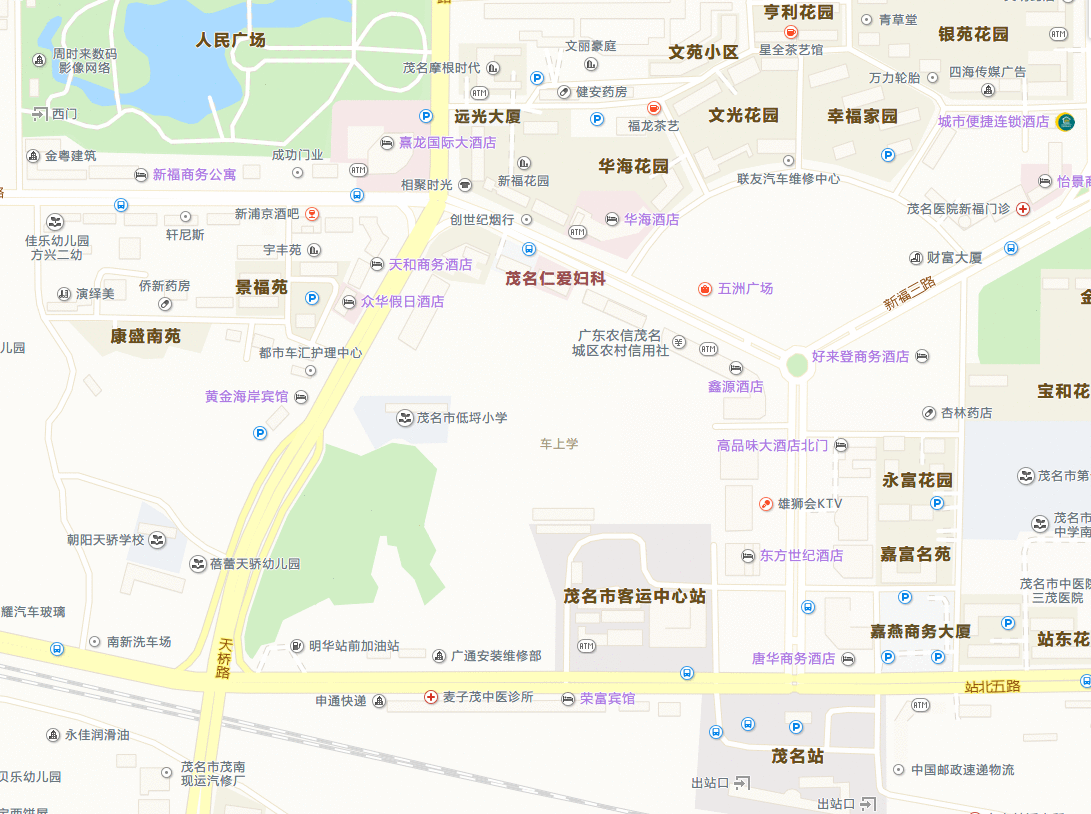 亨利花园
青草堂
人民广场
银苑花园
ATM
文丽豪庭
文苑小区
星全茶艺馆
周时来数码
影像网络
茂名摩根时代
万力轮胎
四海传媒广告
P
ATM
健安药房
西门
P
远光大厦
P
福龙茶艺
文光花园
幸福家园
城市便捷连锁酒店
嘉龙国际大酒店
金粤建筑
成功门业
华海花园
P
新福商务公寓
ATM
相聚时光
新福花园
联友汽车维修中心
怡景商
新浦京酒吧
创世纪烟行
华海酒店
茂名医院新福门诊
轩尼斯
ATM
佳乐幼儿园
方兴二幼
宇丰苑
天和商务酒店
茂名仁爱妇科
财富大厦
侨新药房
景福苑
P
演绎美
众华假日酒店
五洲广场
新福三路
金
康盛南苑
广东农信茂名
城区农村信用社
ATM
儿园
都市车汇护理中心
好来登商务酒店
鑫源酒店
黄金海岸宾馆
宝和花
茂名市低坶小学
杏林药店
P
车上学
高品味大酒店北门
永富花园
茂名市第
雄狮会KTV
P
茂名市
中学南
朝阳天骄学校
蓓蕾天骄幼儿园
东方世纪酒店
嘉富名苑
茂名市中医院
三茂医院
茂名市客运中心站
P
耀汽车玻璃
P
嘉燕商务大厦
站东花
南新洗车场
天桥路
明华站前加油站
ATM
广通安装维修部
唐华商务酒店
P
P
站北五路
申通快递
麦子茂中医诊所
荣富宾馆
ATM
永佳润滑油
P
茂名站
贝乐幼儿园
茂名市茂南
现运汽修厂
中国邮政速递物流
出站口
出站口